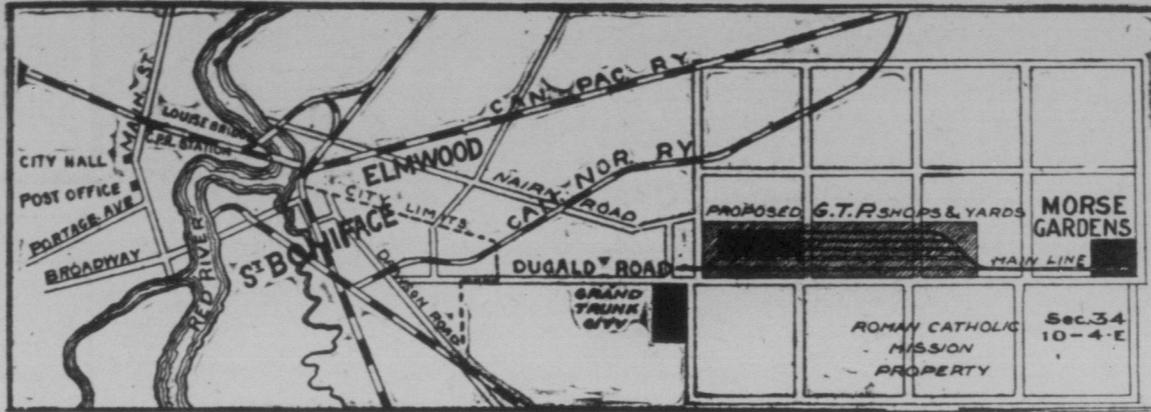 MAIN ST.
LOUISE BRIDGE
C.P.R. STATION
CITY HALL
POST OFFICE
PORTAGE AVE
BROADWAY
RED RIVER
ST BONIFACE
ELMWOOD
CAN. PAC. RY.
CAN. NOR. RY
NAIRN ROAD
CITY LIMITS
DAWSON ROAD
DUGALD ROAD
GRAND
TRUNK
CITY
PROPOSED G.T.P. SHOPS & YARDS
MORSE
GARDENS
MAIN LINE
ROMAN CATHOLIC
MISSION
PROPERTY
Sec. 34
10-4-E